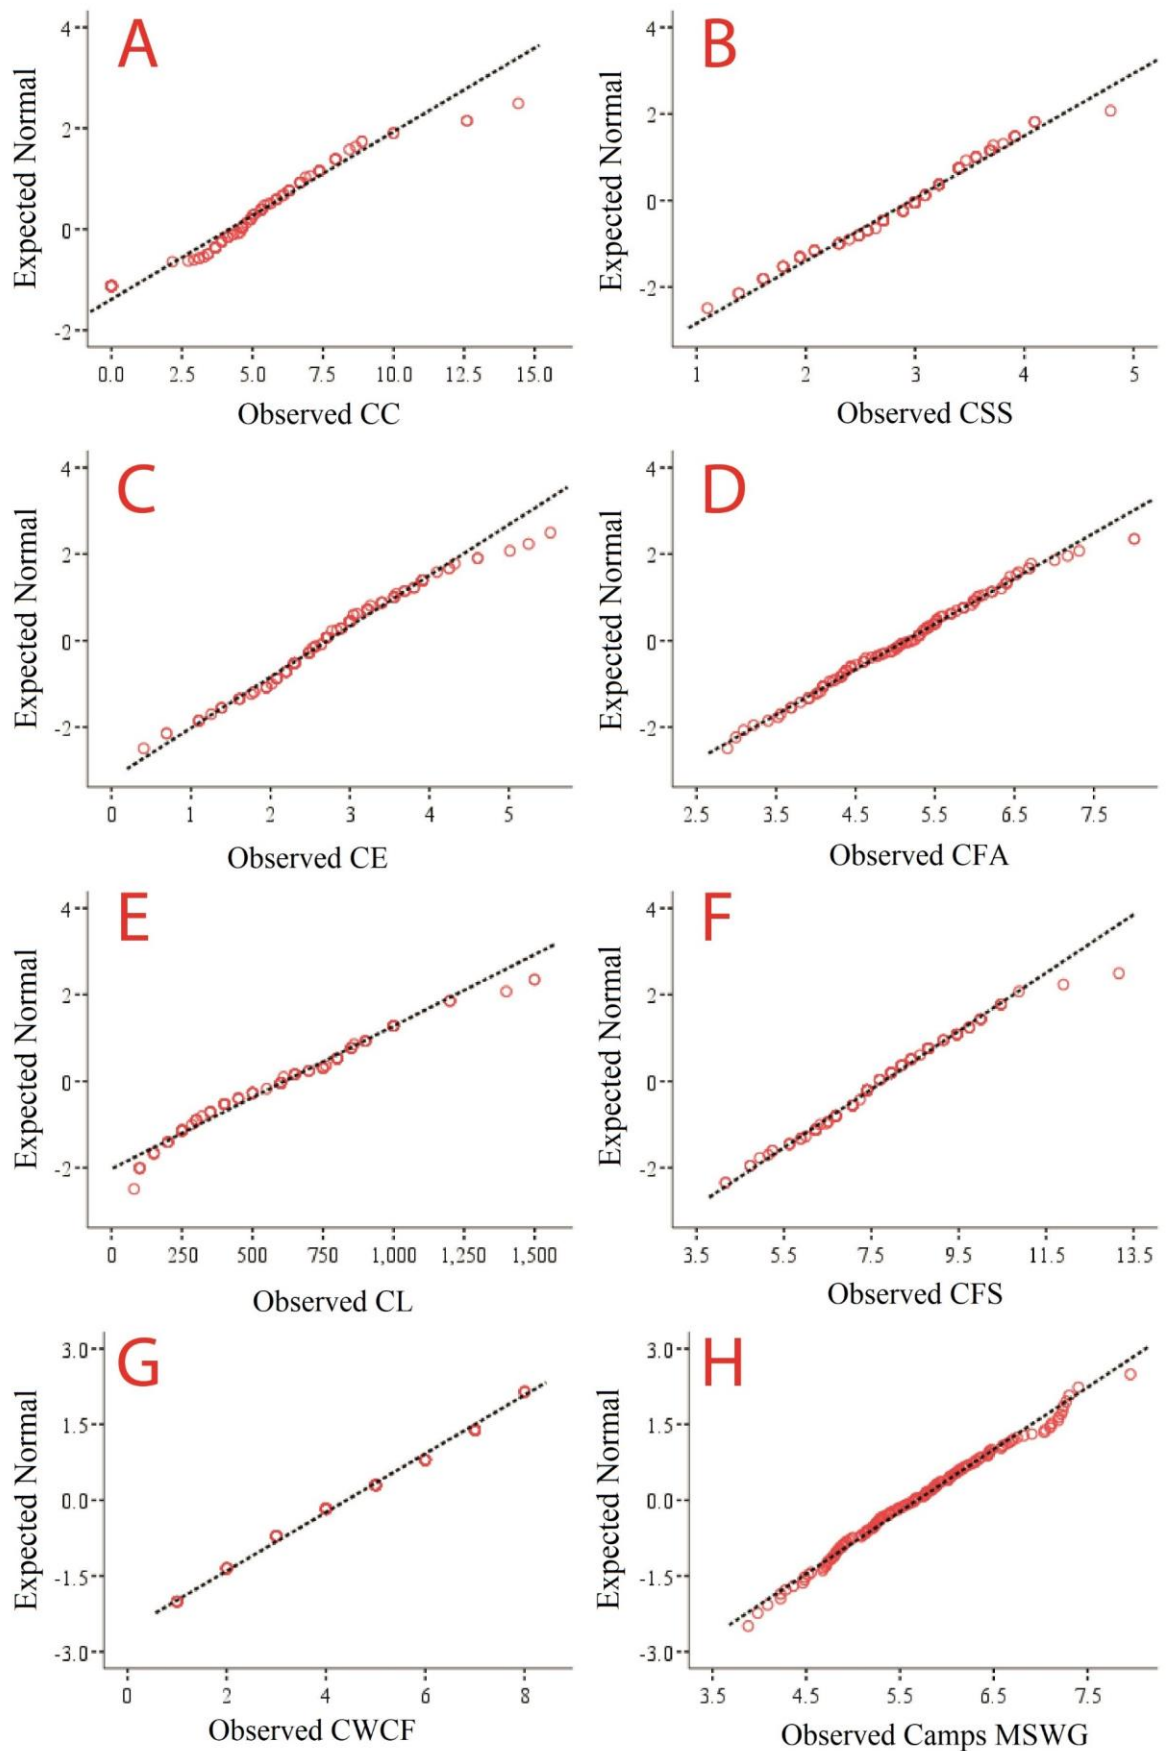 A
Expected Normal
4
2
0
-2
0.0 2.5 5.0 7.5 10.0 12.5 15.0
Observed CC
B
Expected Normal
4
2
0
-2
1 2 3 4 5
Observed CSS
C
Expected Normal
4
2
0
-2
0 1 2 3 4 5
Observed CE
D
Expected Normal
4
2
0
-2
2.5 3.5 4.5 5.5 6.5 7.5
Observed CFA
E
Expected Normal
4
2
0
-2
0 250 500 750 1,000 1,250 1,500
Observed CL
F
Expected Normal
4
2
0
-2
3.5 5.5 7.5 9.5 11.5 13.5
Observed CFS
G
Expected Normal
3.0
1.5
0.0
-1.5
-3.0
0 2 4 6 8
Observed CWCF
H
Expected Normal
3.0
1.5
0.0
-1.5
-3.0
3.5 4.5 5.5 6.5 7.5
Observed Camps MSWG